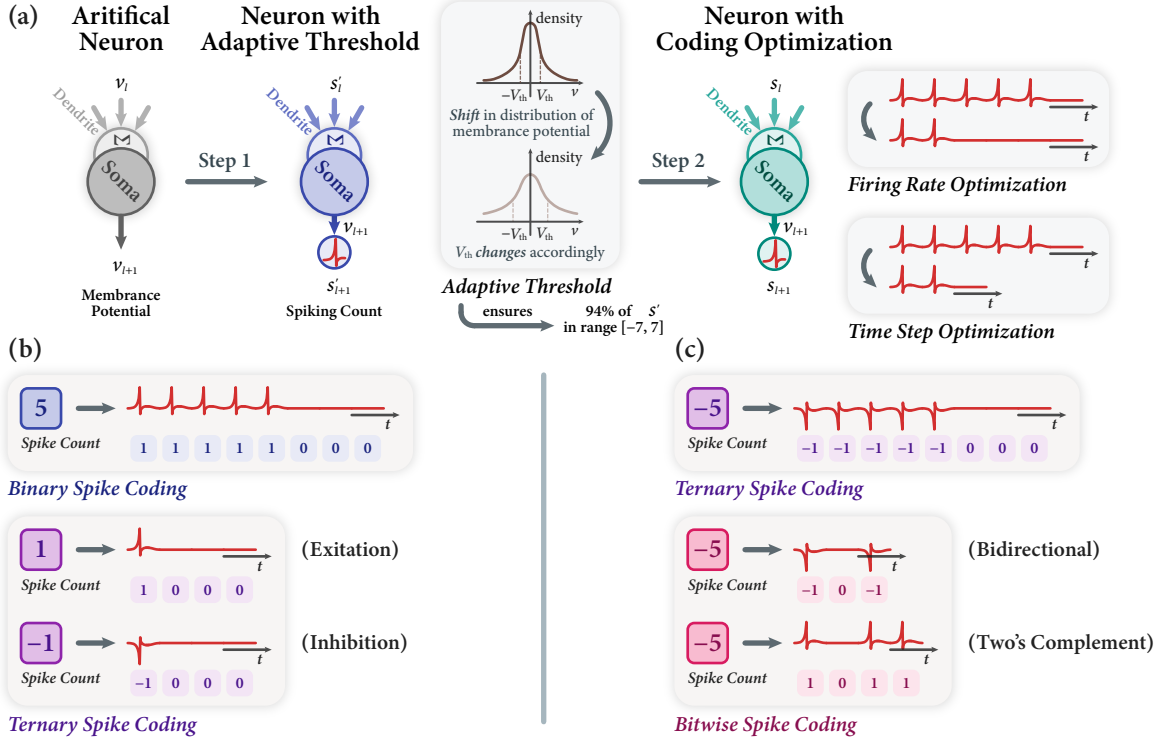 (a)
Aritifical
Neuron
v_l
Dendrite
Σ
Soma
v_{l+1}
Membrance
Potential
Step 1
Neuron with
Adaptive Threshold
s'_l
Dendrite
Σ
Soma
v_{l+1}
s'_{l+1}
Spiking Count
density
−V_th V_th v
Shift in distribution of
membrance potential
density
−V_th V_th v
V_th changes accordingly
Adaptive Threshold
ensures
94% of s'
in range [−7, 7]
Step 2
Neuron with
Coding Optimization
s_l
Dendrite
Σ
Soma
v_{l+1}
s_{l+1}
t
t
Firing Rate Optimization
t
t
Time Step Optimization
(b)
5
Spike Count
t
1 1 1 1 1 0 0 0
Binary Spike Coding
1
Spike Count
t
(Exitation)
1 0 0 0
−1
Spike Count
t
(Inhibition)
−1 0 0 0
Ternary Spike Coding
(c)
−5
Spike Count
t
−1 −1 −1 −1 −1 0 0 0
Ternary Spike Coding
−5
Spike Count
t
(Bidirectional)
−1 0 −1
−5
Spike Count
t
(Two's Complement)
1 0 1 1
Bitwise Spike Coding